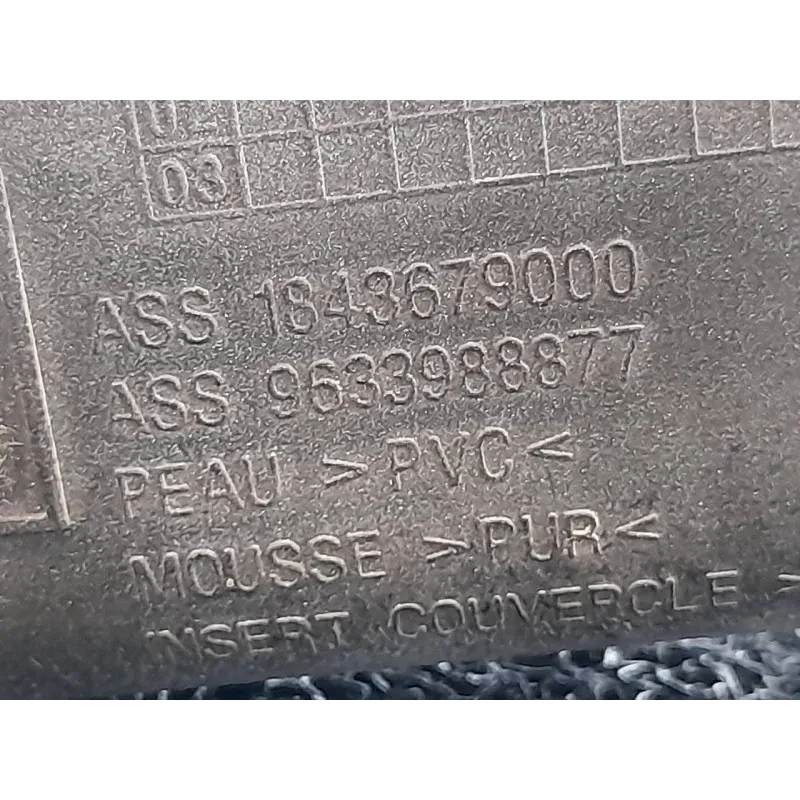 03
ASS 1843679000
ASS 9633988877
PEAU >PVC<
MOUSSE >PUR<
INSERT COUVERCLE >